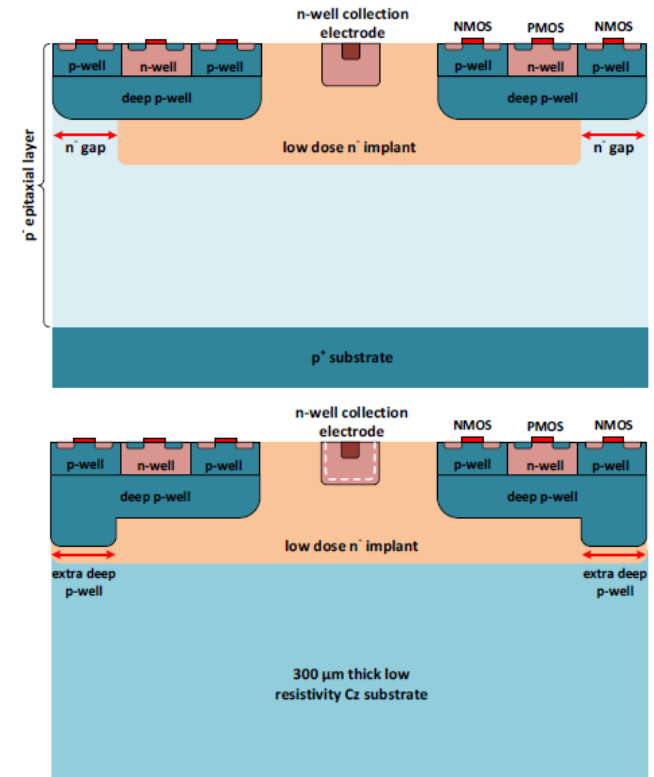 n-well collection
electrode
NMOS PMOS NMOS
p-well n-well p-well
p-well n-well p-well
deep p-well
deep p-well
n⁻ gap
low dose n⁻ implant
n⁻ gap
p⁻ epitaxial layer
p⁺ substrate
n-well collection
electrode
NMOS PMOS NMOS
p-well n-well p-well
p-well n-well p-well
deep p-well
deep p-well
low dose n⁻ implant
extra deep
p-well
extra deep
p-well
300 µm thick low
resistivity Cz substrate